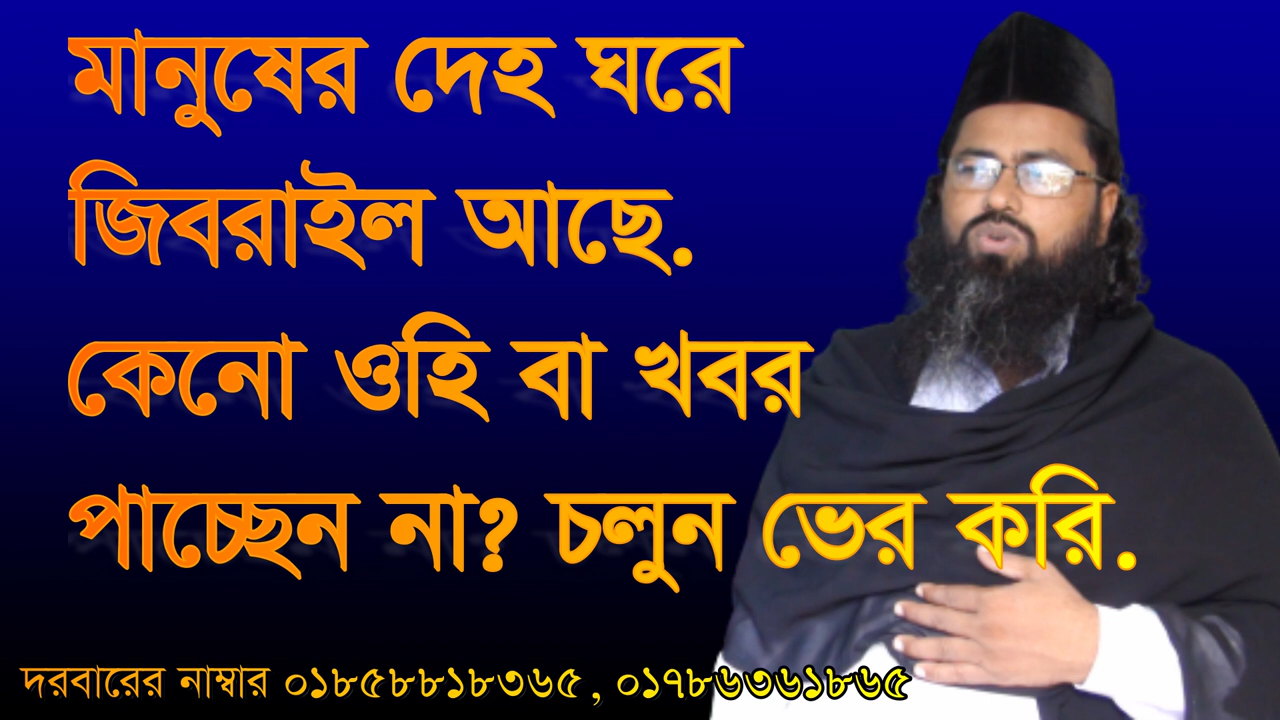 মানুষের দেহ ঘরে
জিবরাইল আছে.
কেনো ওহি বা খবর
পাচ্ছেন না? চলুন ভের করি.
দরবারের নাম্বার ০১৮৫৮৮১৮৩৬৫, ০১৭৮৬৩৬১৮৬৫